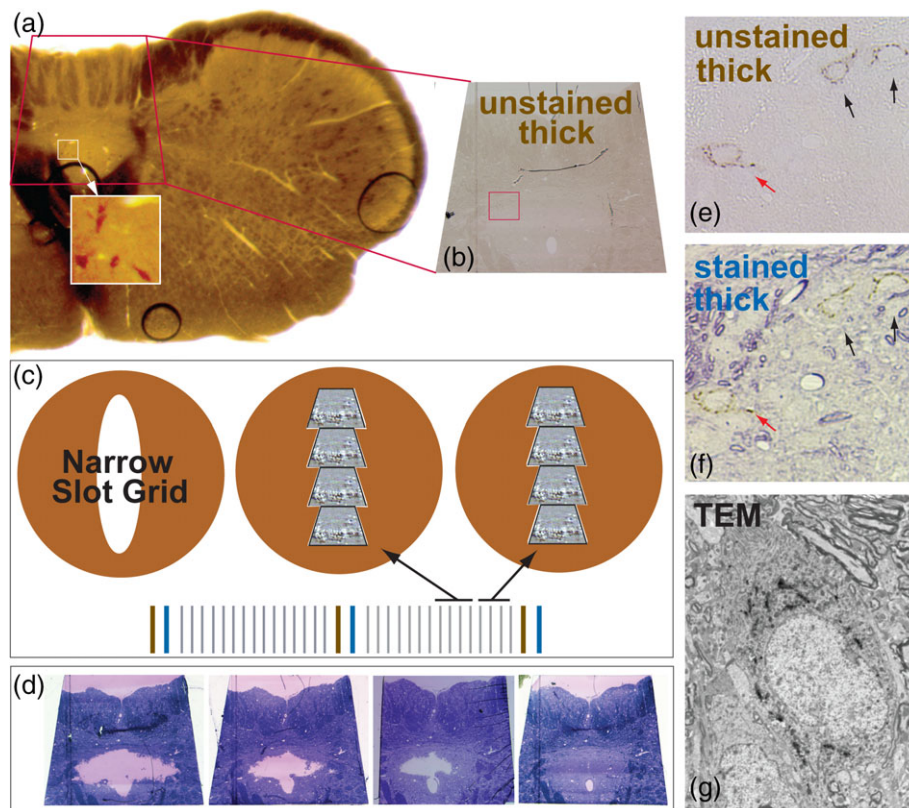 (a)
unstained
thick
(b)
unstained
thick
(e)
stained
thick
(f)
(c)
Narrow
Slot Grid
(d)
TEM
(g)